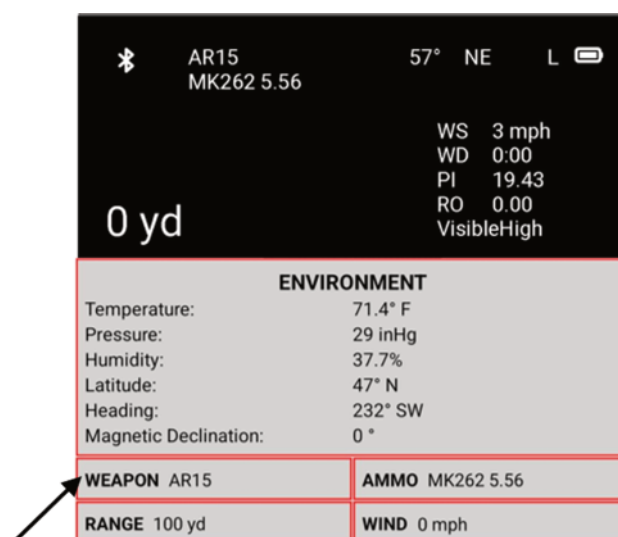 AR15 57° NE L
MK262 5.56
WS 3 mph
WD 0:00
PI 19.43
RO 0.00
VisibleHigh
0 yd
ENVIRONMENT
Temperature: 71.4° F
Pressure: 29 inHg
Humidity: 37.7%
Latitude: 47° N
Heading: 232° SW
Magnetic Declination: 0 °
WEAPON AR15 AMMO MK262 5.56
RANGE 100 yd WIND 0 mph